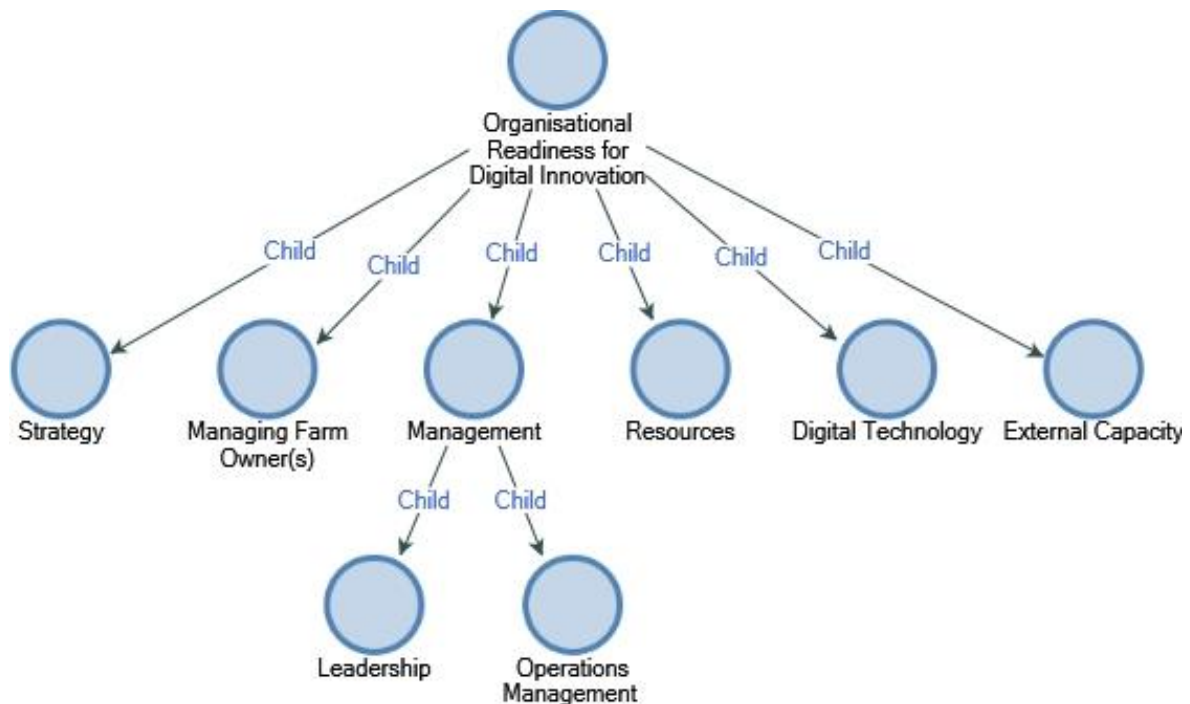 Organisational
Readiness for
Digital Innovation
Child
Child
Child
Child
Child
Child
Strategy
Managing Farm
Owner(s)
Management
Resources
Digital Technology
External Capacity
Child
Child
Leadership
Operations
Management